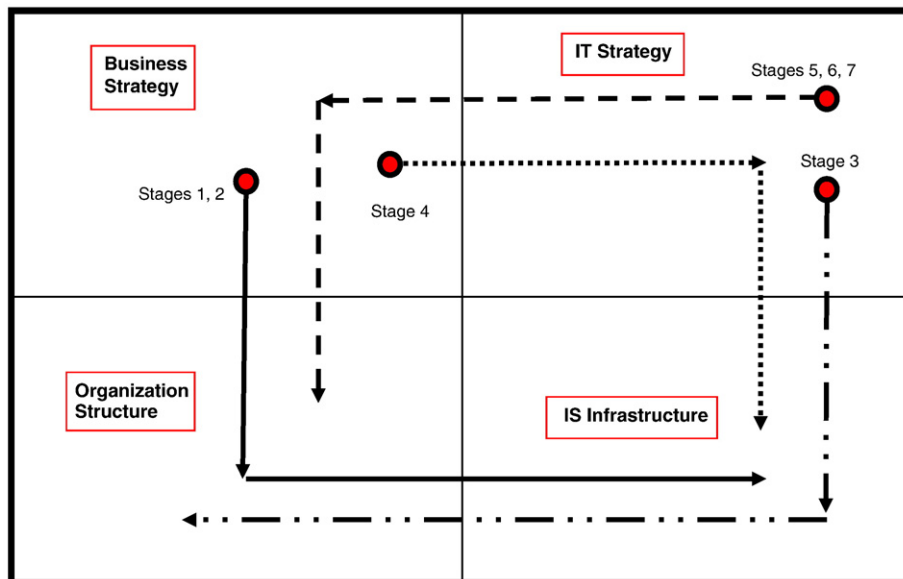 Business
Strategy
IT Strategy
Stages 5, 6, 7
Stage 3
Stages 1, 2
Stage 4
Organization
Structure
IS Infrastructure